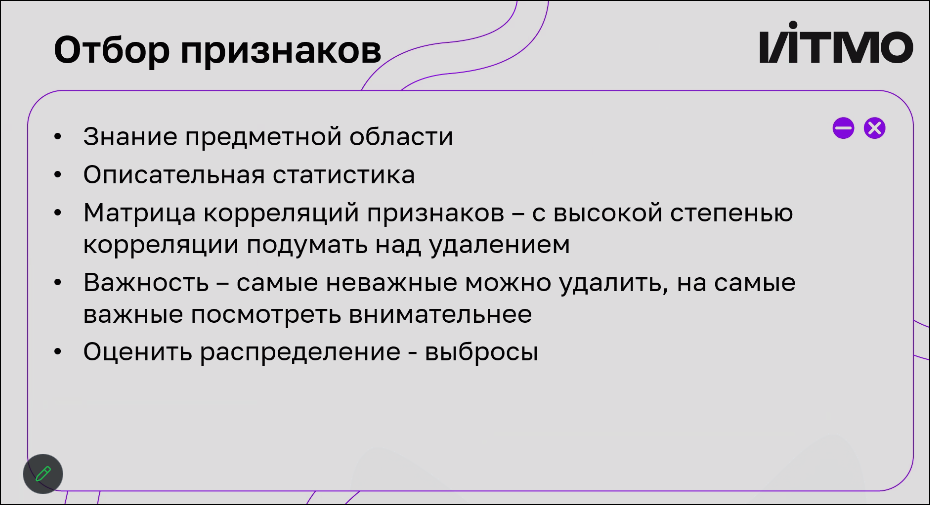 Отбор признаков
ИТМО
• Знание предметной области
• Описательная статистика
• Матрица корреляций признаков – с высокой степенью
корреляции подумать над удалением
• Важность – самые неважные можно удалить, на самые
важные посмотреть внимательнее
• Оценить распределение - выбросы